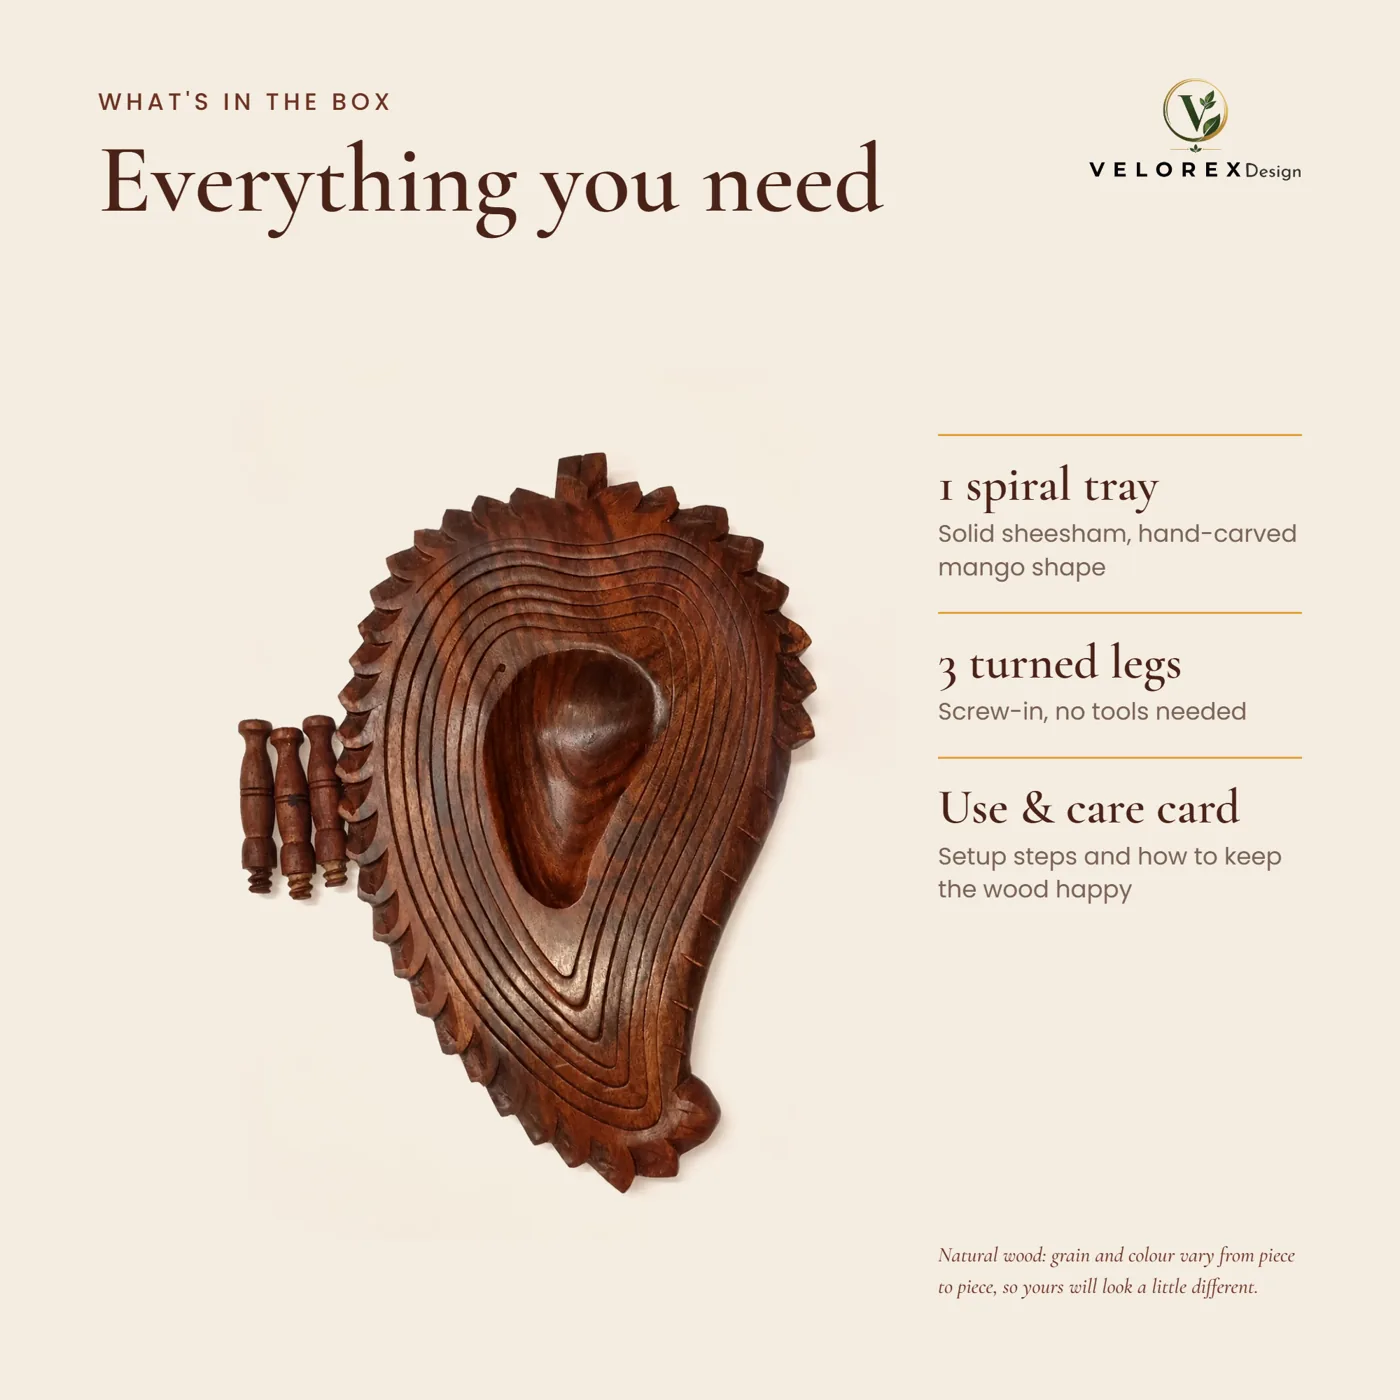 WHAT'S IN THE BOX
Everything you need
V
VELOREX Design
1 spiral tray
Solid sheesham, hand-carved
mango shape
3 turned legs
Screw-in, no tools needed
Use & care card
Setup steps and how to keep
the wood happy
Natural wood: grain and colour vary from piece
to piece, so yours will look a little different.